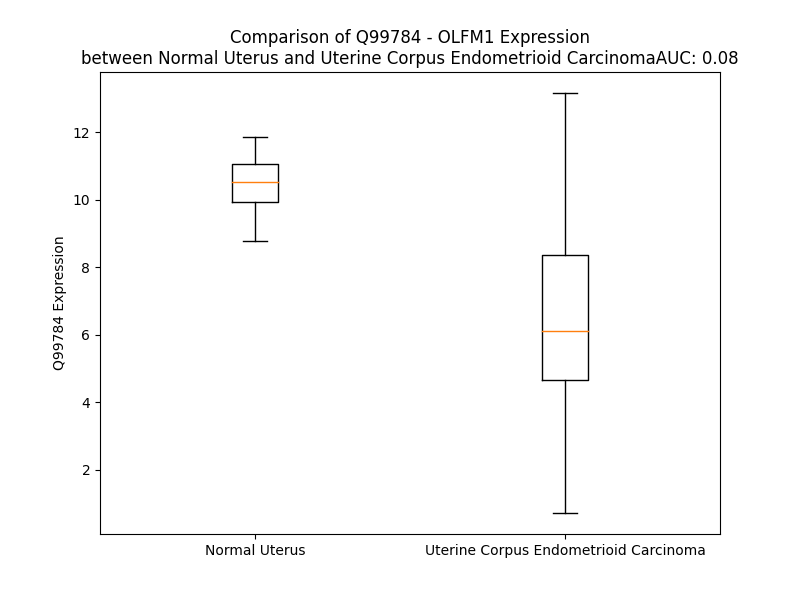 Comparison of Q99784 - OLFM1 Expression
between Normal Uterus and Uterine Corpus Endometrioid CarcinomaAUC: 0.08
Q99784 Expression
12
10
8
6
4
2
Normal Uterus
Uterine Corpus Endometrioid Carcinoma